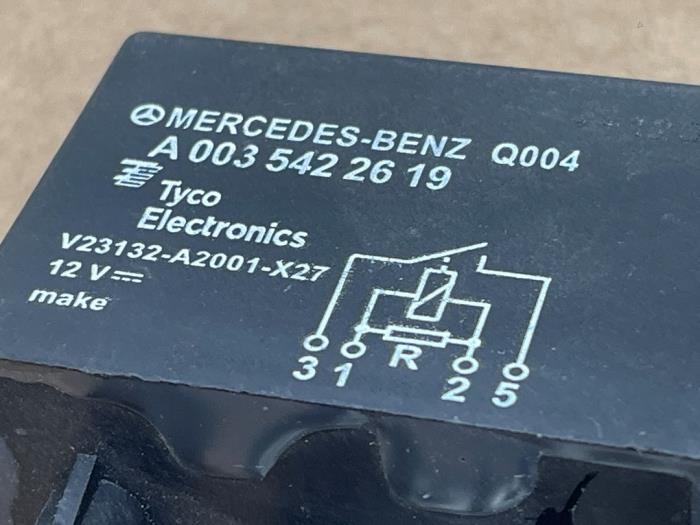 MERCEDES-BENZ Q004
A 003 542 26 19
Tyco
Electronics
V23132-A2001-X27
12 V
make
3 1 R 2 5